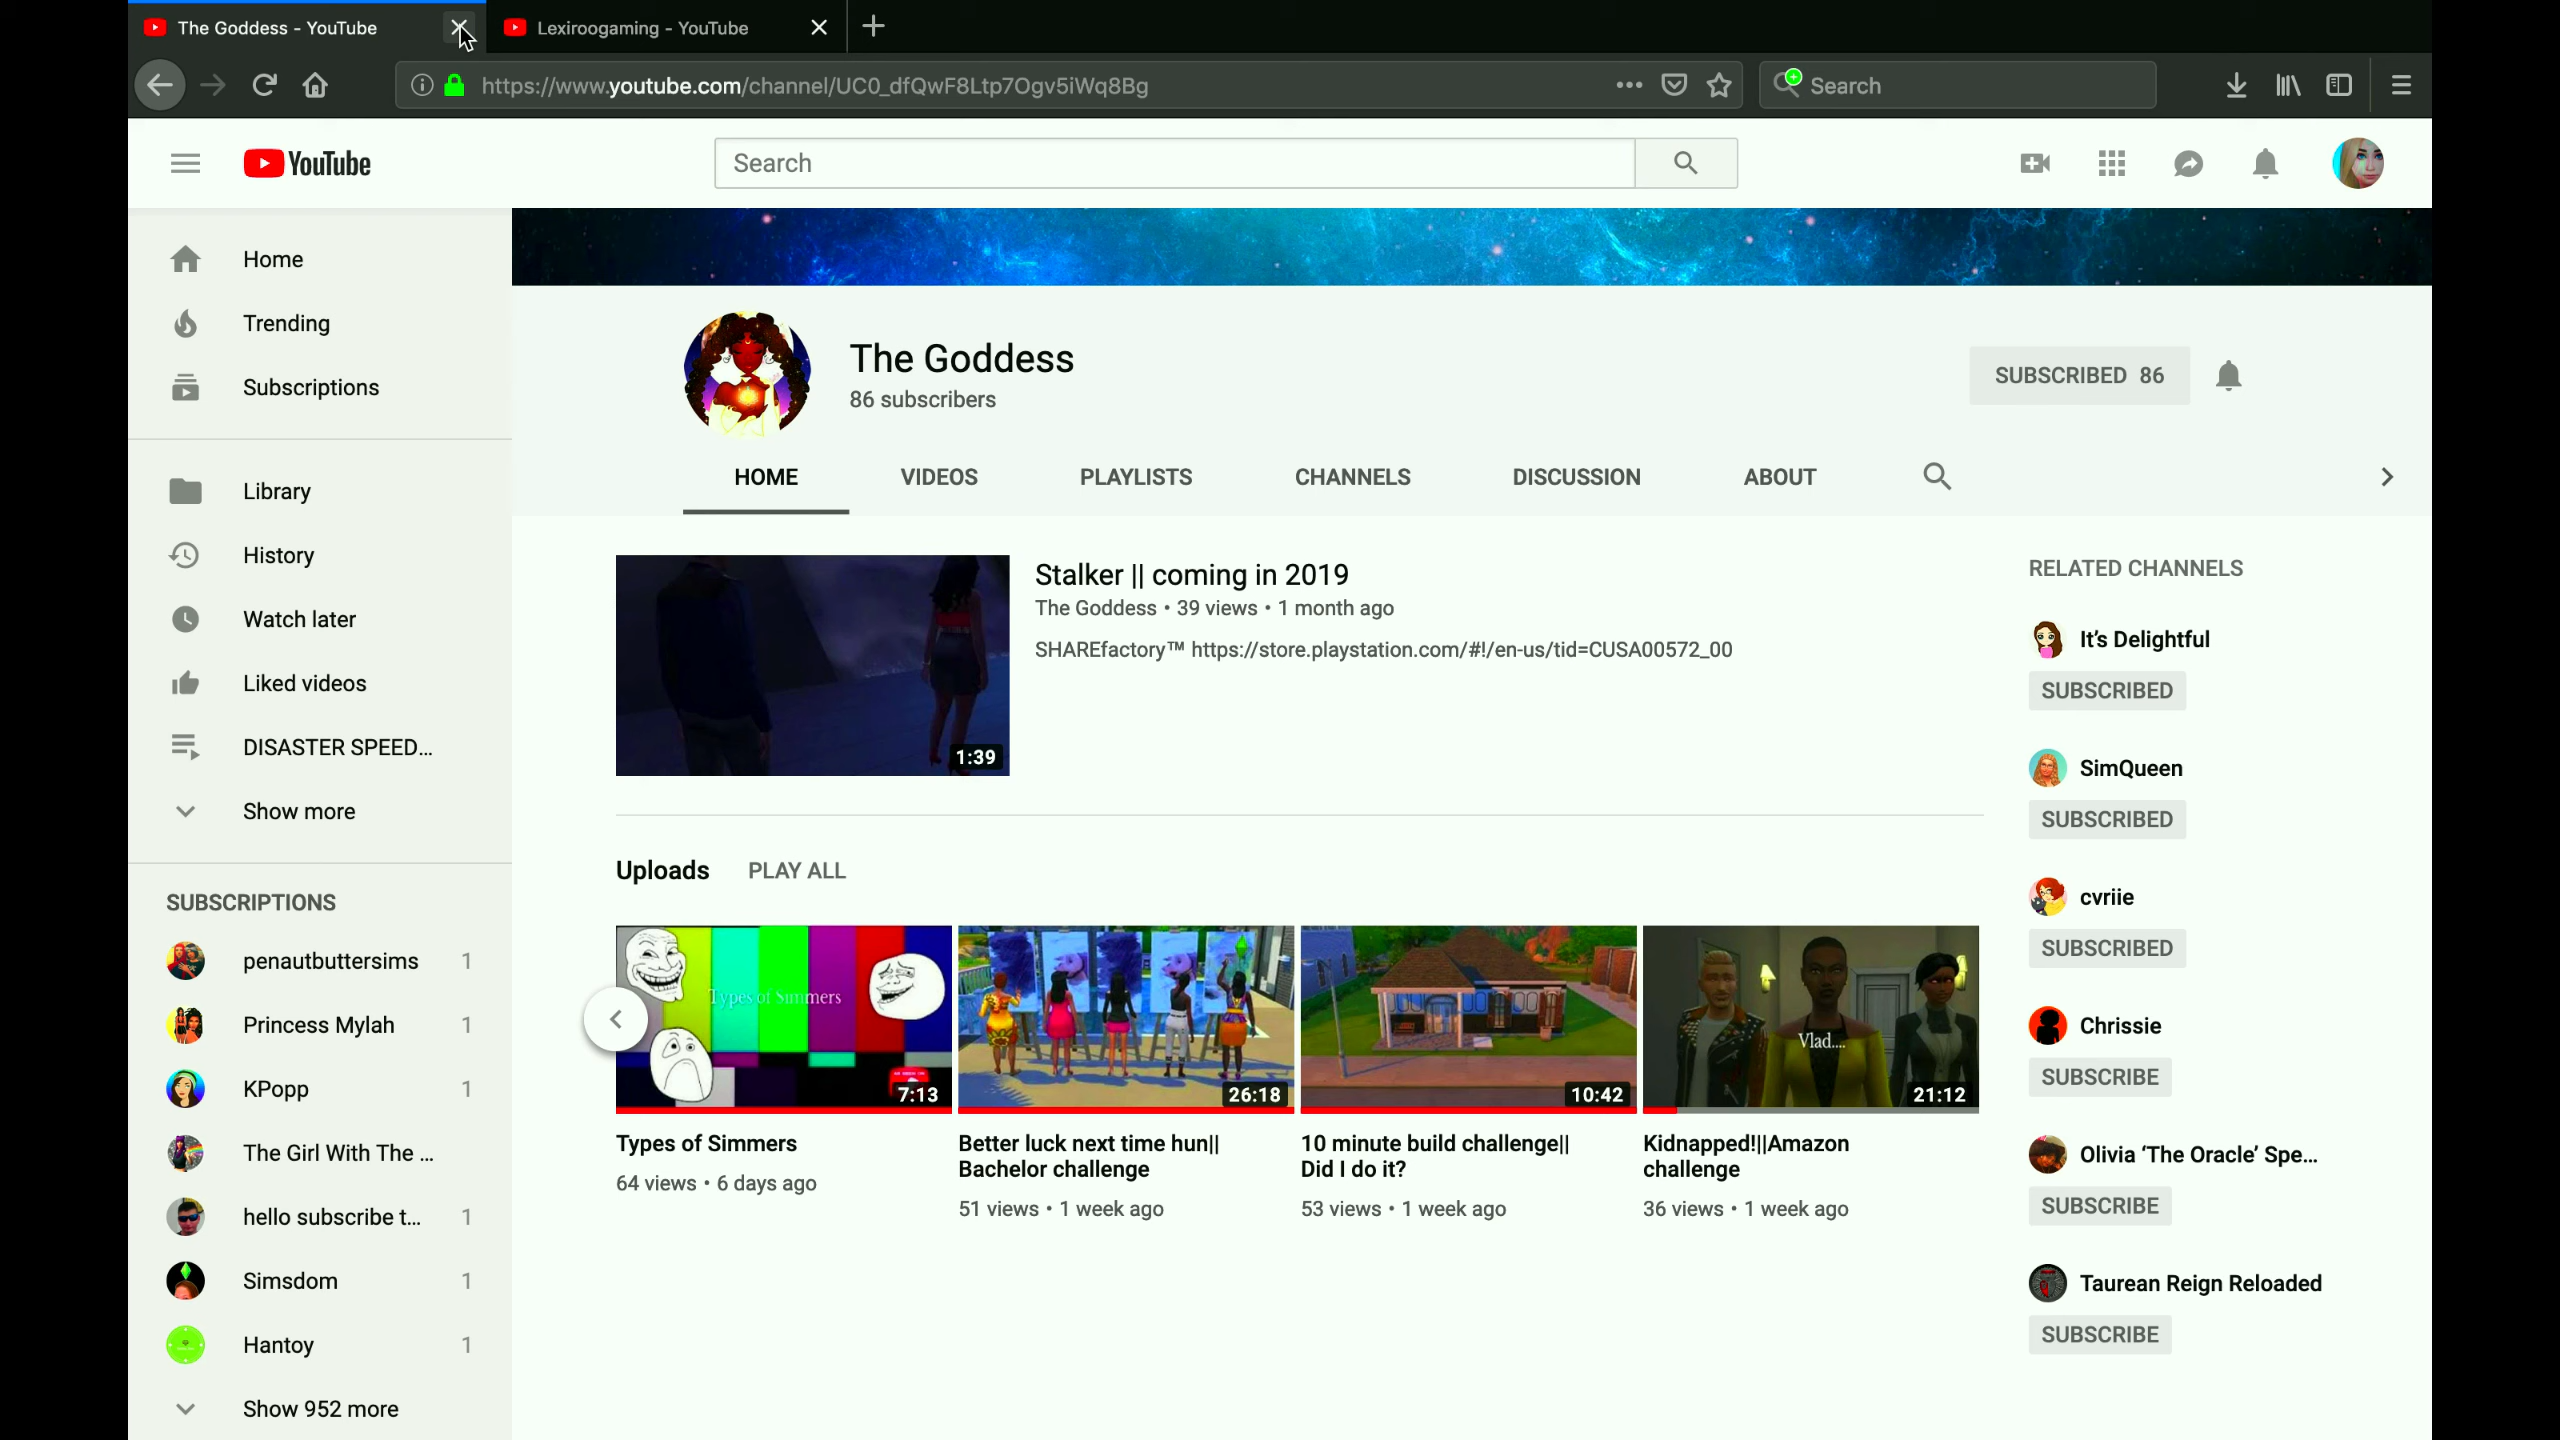 The Goddess - YouTube
Lexiroogaming - YouTube
https://www.youtube.com/channel/UC0_dfQwF8Ltp7Ogv5iWq8Bg
Search
YouTube
Search
Home
Trending
Subscriptions
Library
History
Watch later
Liked videos
DISASTER SPEED...
Show more
SUBSCRIPTIONS
penautbuttersims 1
Princess Mylah 1
KPopp 1
The Girl With The ...
hello subscribe t... 1
Simsdom 1
Hantoy 1
Show 952 more
The Goddess
86 subscribers
SUBSCRIBED 86
HOME
VIDEOS
PLAYLISTS
CHANNELS
DISCUSSION
ABOUT
1:39
Stalker || coming in 2019
The Goddess • 39 views • 1 month ago
SHAREfactory™ https://store.playstation.com/#!/en-us/tid=CUSA00572_00
Uploads
PLAY ALL
Types of Simmers
7:13
Types of Simmers
64 views • 6 days ago
26:18
Better luck next time hun||
Bachelor challenge
51 views • 1 week ago
10:42
10 minute build challenge||
Did I do it?
53 views • 1 week ago
Vlad....
21:12
Kidnapped!||Amazon
challenge
36 views • 1 week ago
RELATED CHANNELS
It's Delightful
SUBSCRIBED
SimQueen
SUBSCRIBED
cvriie
SUBSCRIBED
Chrissie
SUBSCRIBE
Olivia ‘The Oracle’ Spe...
SUBSCRIBE
Taurean Reign Reloaded
SUBSCRIBE